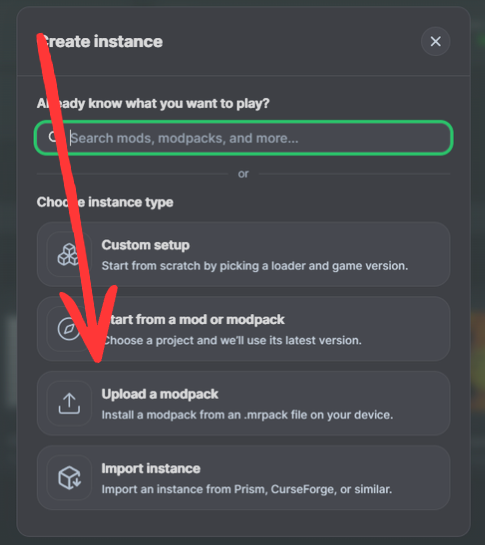 Create instance
Already know what you want to play?
Search mods, modpacks, and more...
or
Choose instance type
Custom setup
Start from scratch by picking a loader and game version.
Start from a mod or modpack
Choose a project and we'll use its latest version.
Upload a modpack
Install a modpack from an .mrpack file on your device.
Import instance
Import an instance from Prism, CurseForge, or similar.